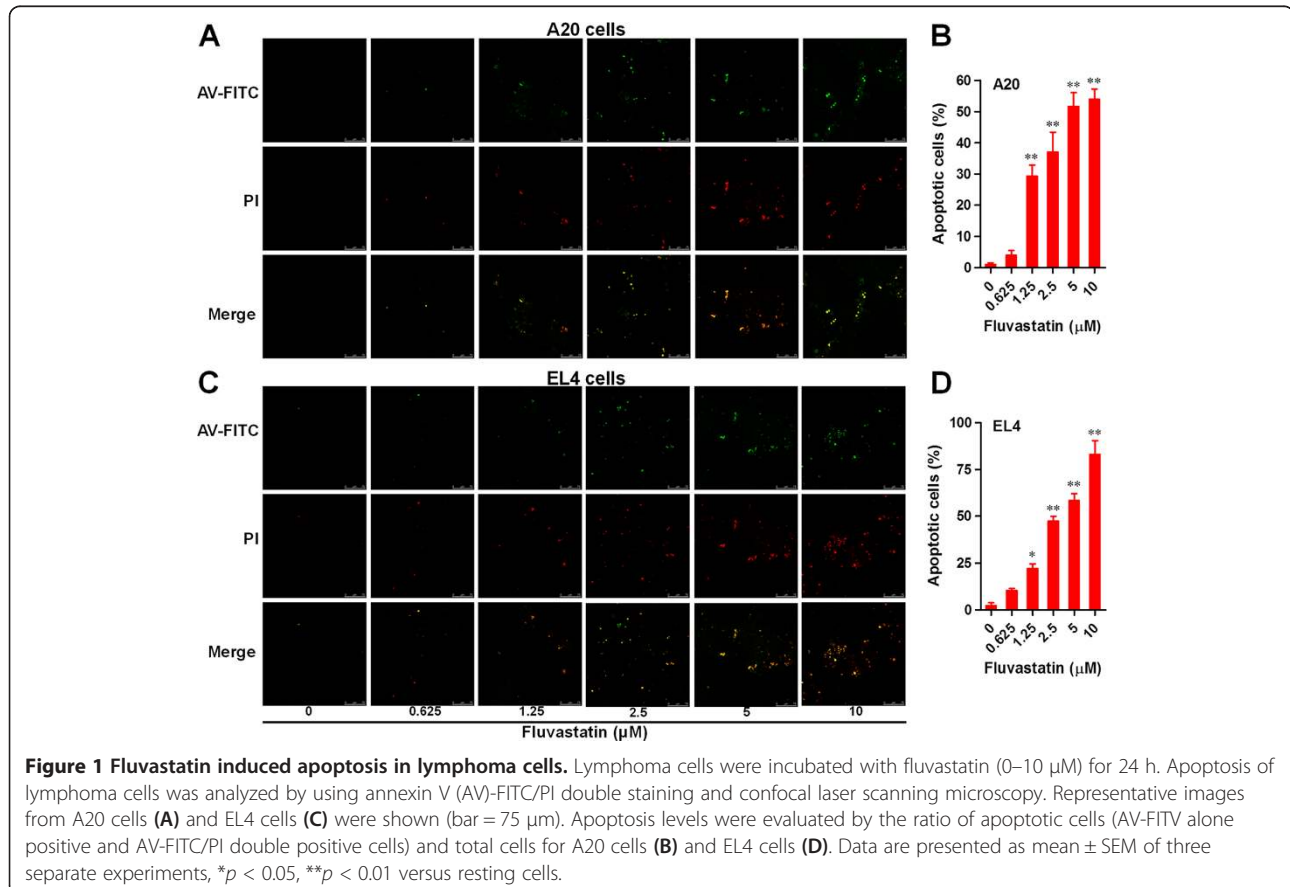 A
A20 cells
AV-FITC
PI
Merge
B
A20
Apoptotic cells (%)
60
50
40
30
20
10
0
**
**
**
**
0
0.625
1.25
2.5
5
10
Fluvastatin (μM)
C
EL4 cells
AV-FITC
PI
Merge
0
0.625
1.25
2.5
5
10
Fluvastatin (μM)
D
EL4
Apoptotic cells (%)
100
75
50
25
0
*
**
**
**
0
0.625
1.25
2.5
5
10
Fluvastatin (μM)
Figure 1 Fluvastatin induced apoptosis in lymphoma cells. Lymphoma cells were incubated with fluvastatin (0–10 μM) for 24 h. Apoptosis of
lymphoma cells was analyzed by using annexin V (AV)-FITC/PI double staining and confocal laser scanning microscopy. Representative images
from A20 cells (A) and EL4 cells (C) were shown (bar = 75 μm). Apoptosis levels were evaluated by the ratio of apoptotic cells (AV-FITV alone
positive and AV-FITC/PI double positive cells) and total cells for A20 cells (B) and EL4 cells (D). Data are presented as mean ± SEM of three
separate experiments, *p < 0.05, **p < 0.01 versus resting cells.